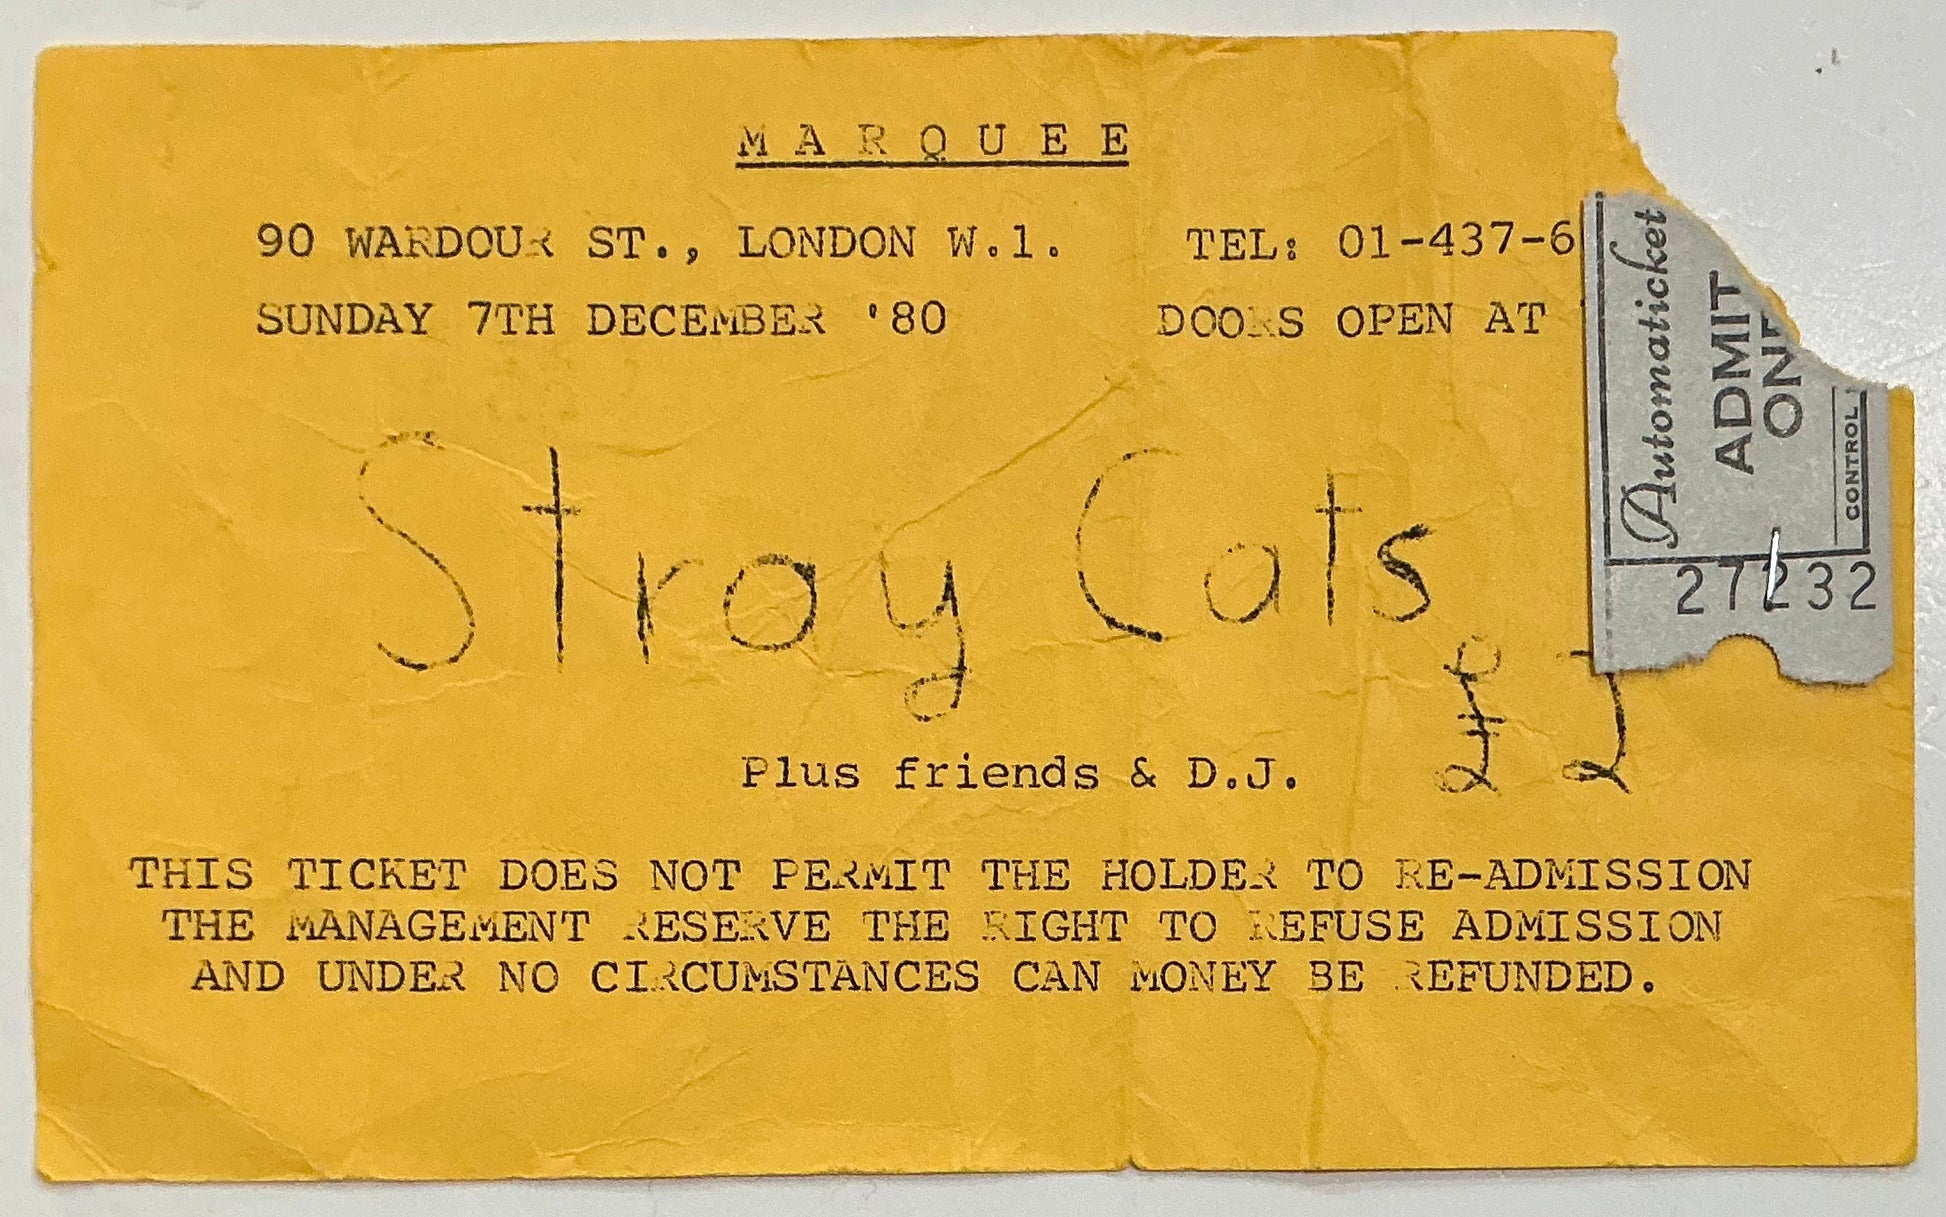 MARQUEE
90 WARDOUR ST., LONDON W.1. TEL: 01-437-6
SUNDAY 7TH DECEMBER '80 DOORS OPEN AT
Stray Cats
£2
Plus friends & D.J.
THIS TICKET DOES NOT PERMIT THE HOLDER TO RE-ADMISSION
THE MANAGEMENT RESERVE THE RIGHT TO REFUSE ADMISSION
AND UNDER NO CIRCUMSTANCES CAN MONEY BE REFUNDED.
Automaticket
ADMIT
ONE
CONTROL
27232